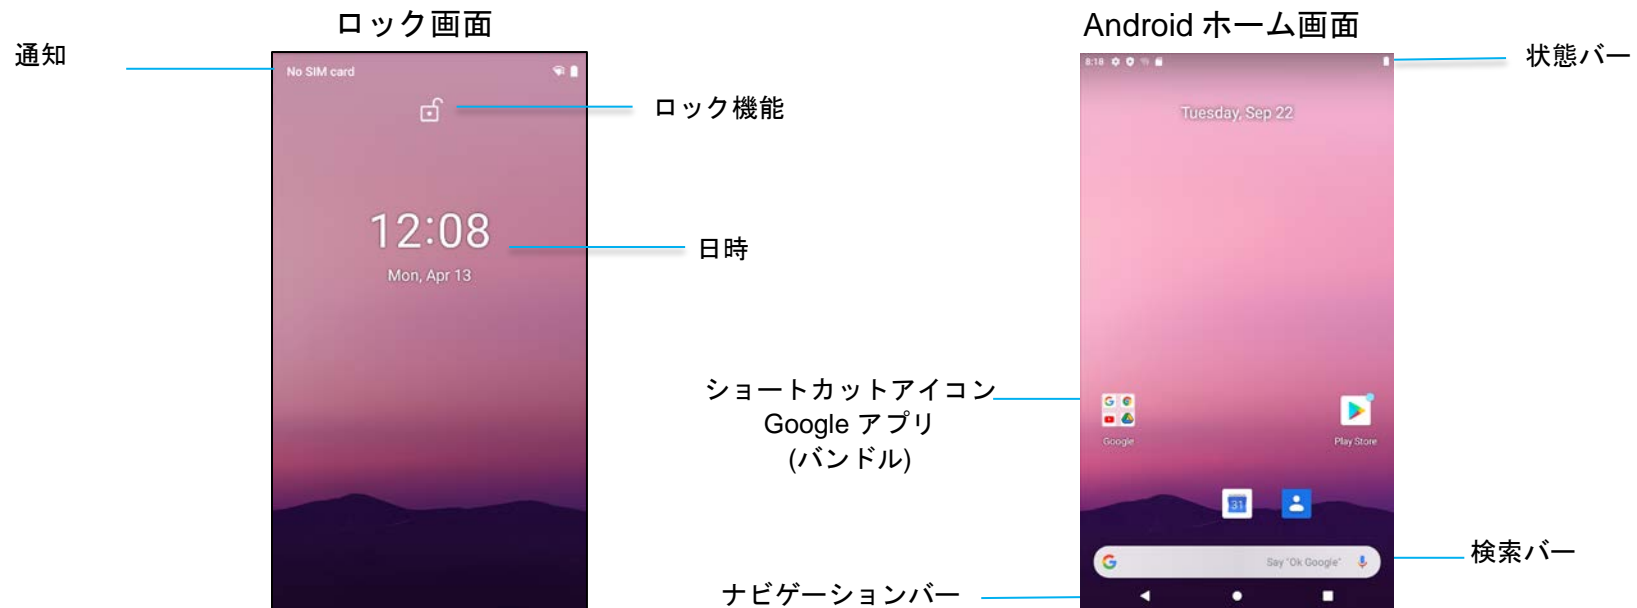 ロック画面
通知
No SIM card
ロック機能
12:08
日時
Mon, Apr 13
Android ホーム画面
状態バー
8:18
Tuesday, Sep 22
ショートカットアイコン
Google アプリ
(バンドル)
Google
Play Store
31
Say "Ok Google"
検索バー
ナビゲーションバー